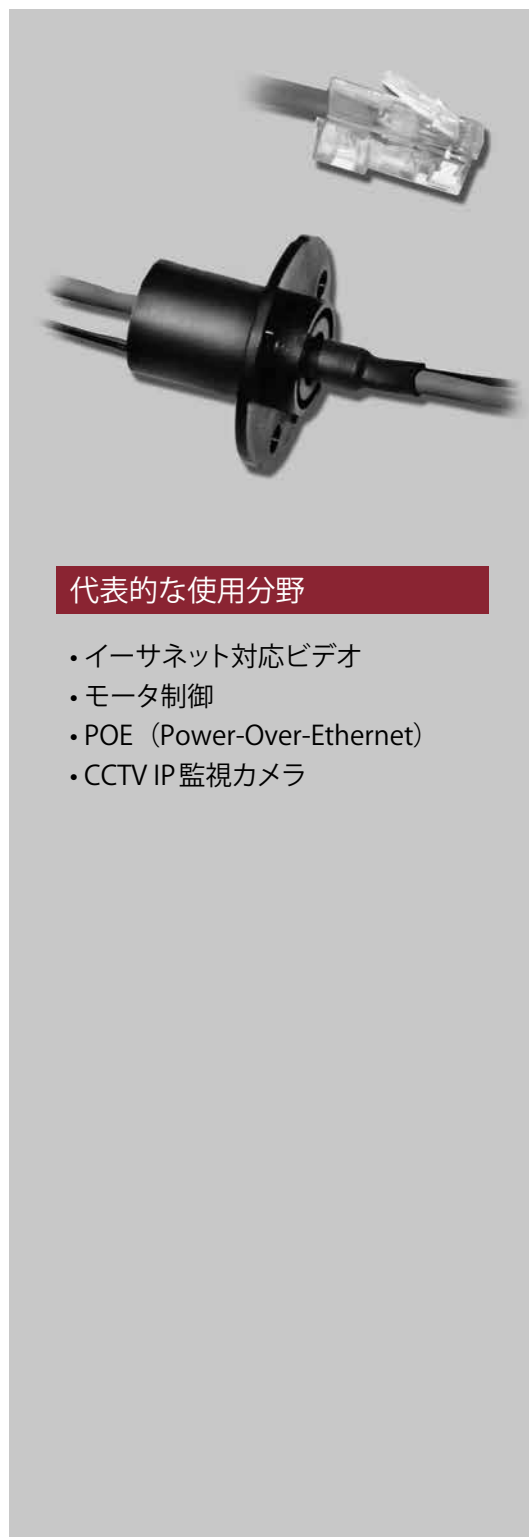 代表的な使用分野
• イーサネット対応ビデオ
• モータ制御
• POE（Power-Over-Ethernet）
• CCTV IP監視カメラ